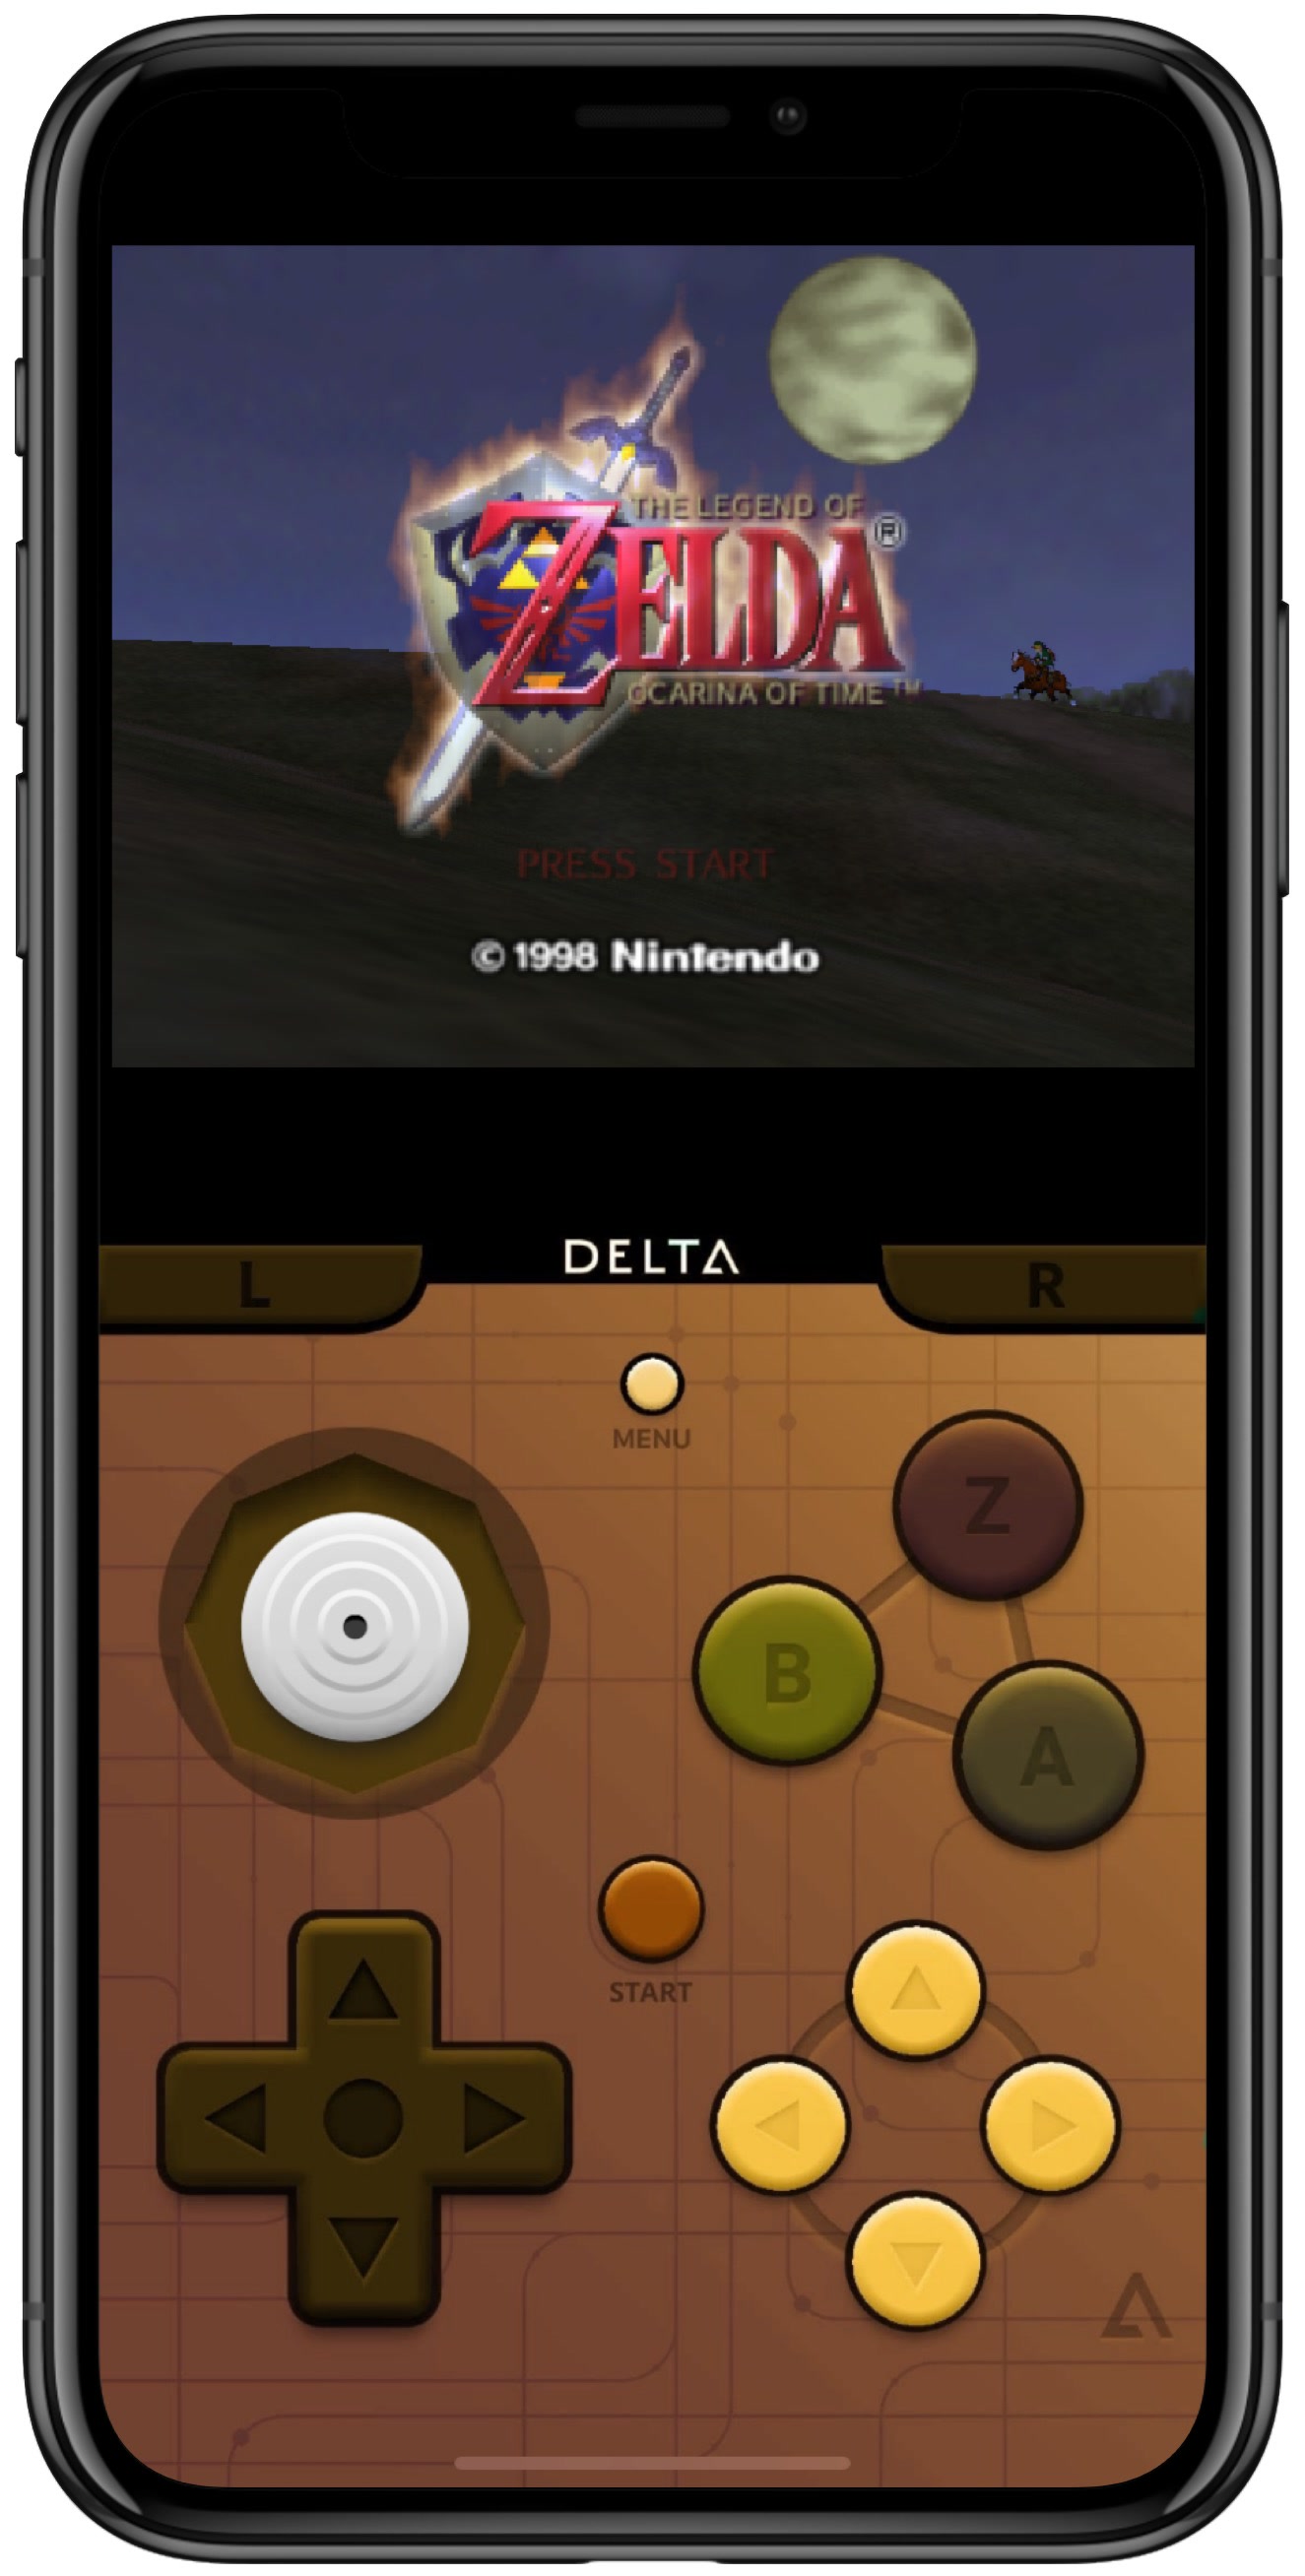 THE LEGEND OF
ZELDA®
OCARINA OF TIME™
PRESS START
© 1998 Nintendo
DELTA
L
R
MENU
Z
B
A
START